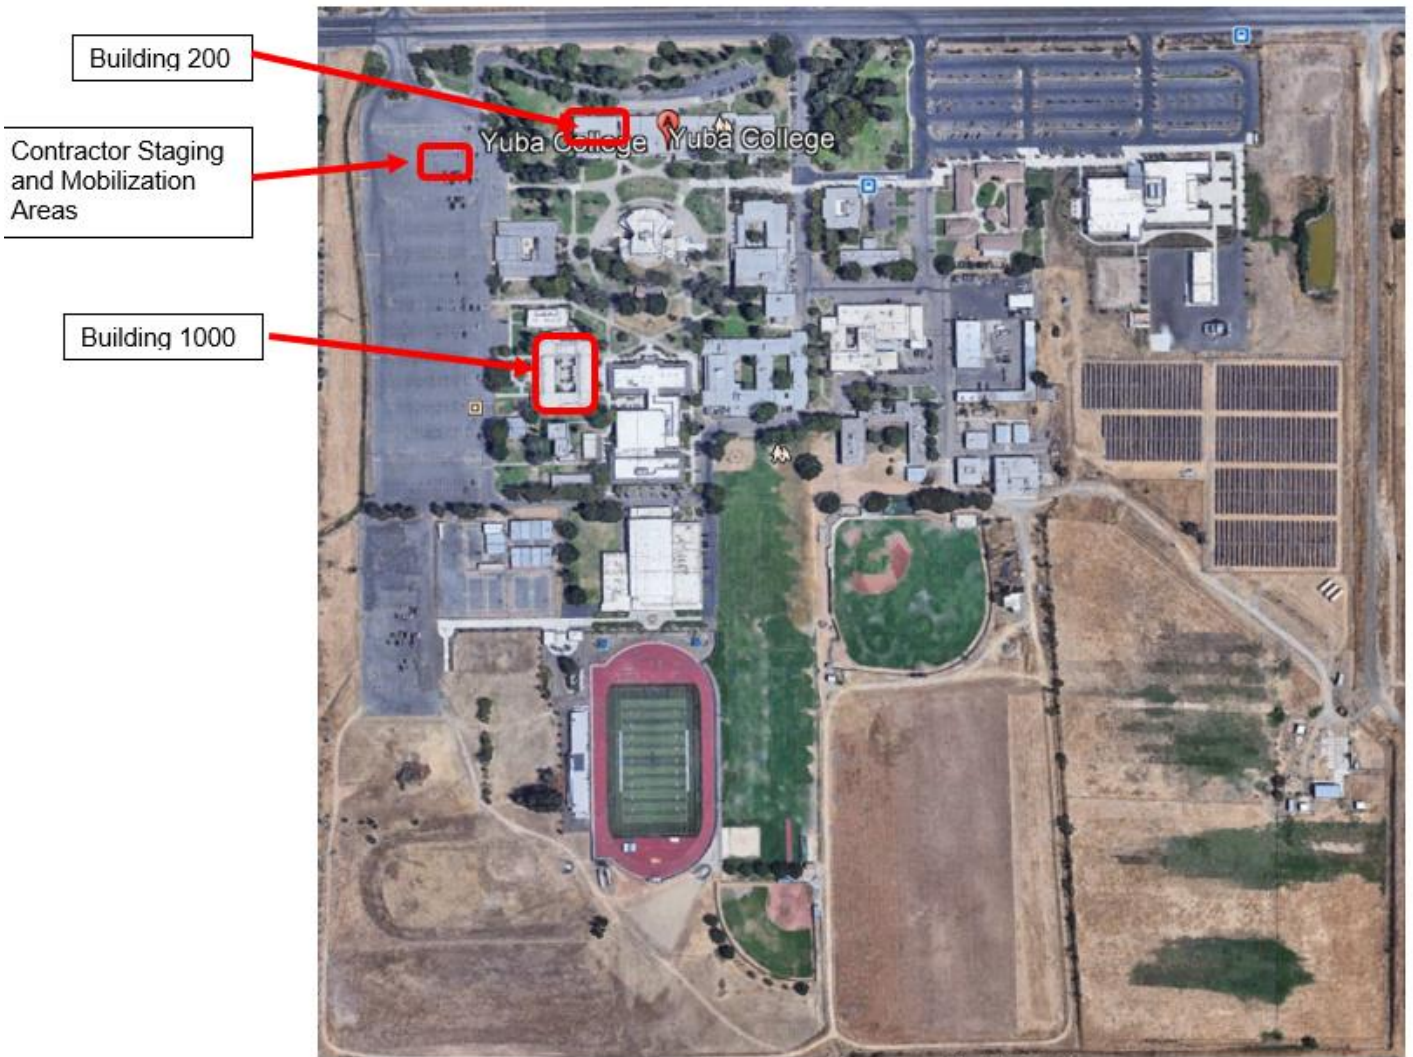 Building 200
Contractor Staging
and Mobilization
Areas
Yuba College
Yuba College
Building 1000